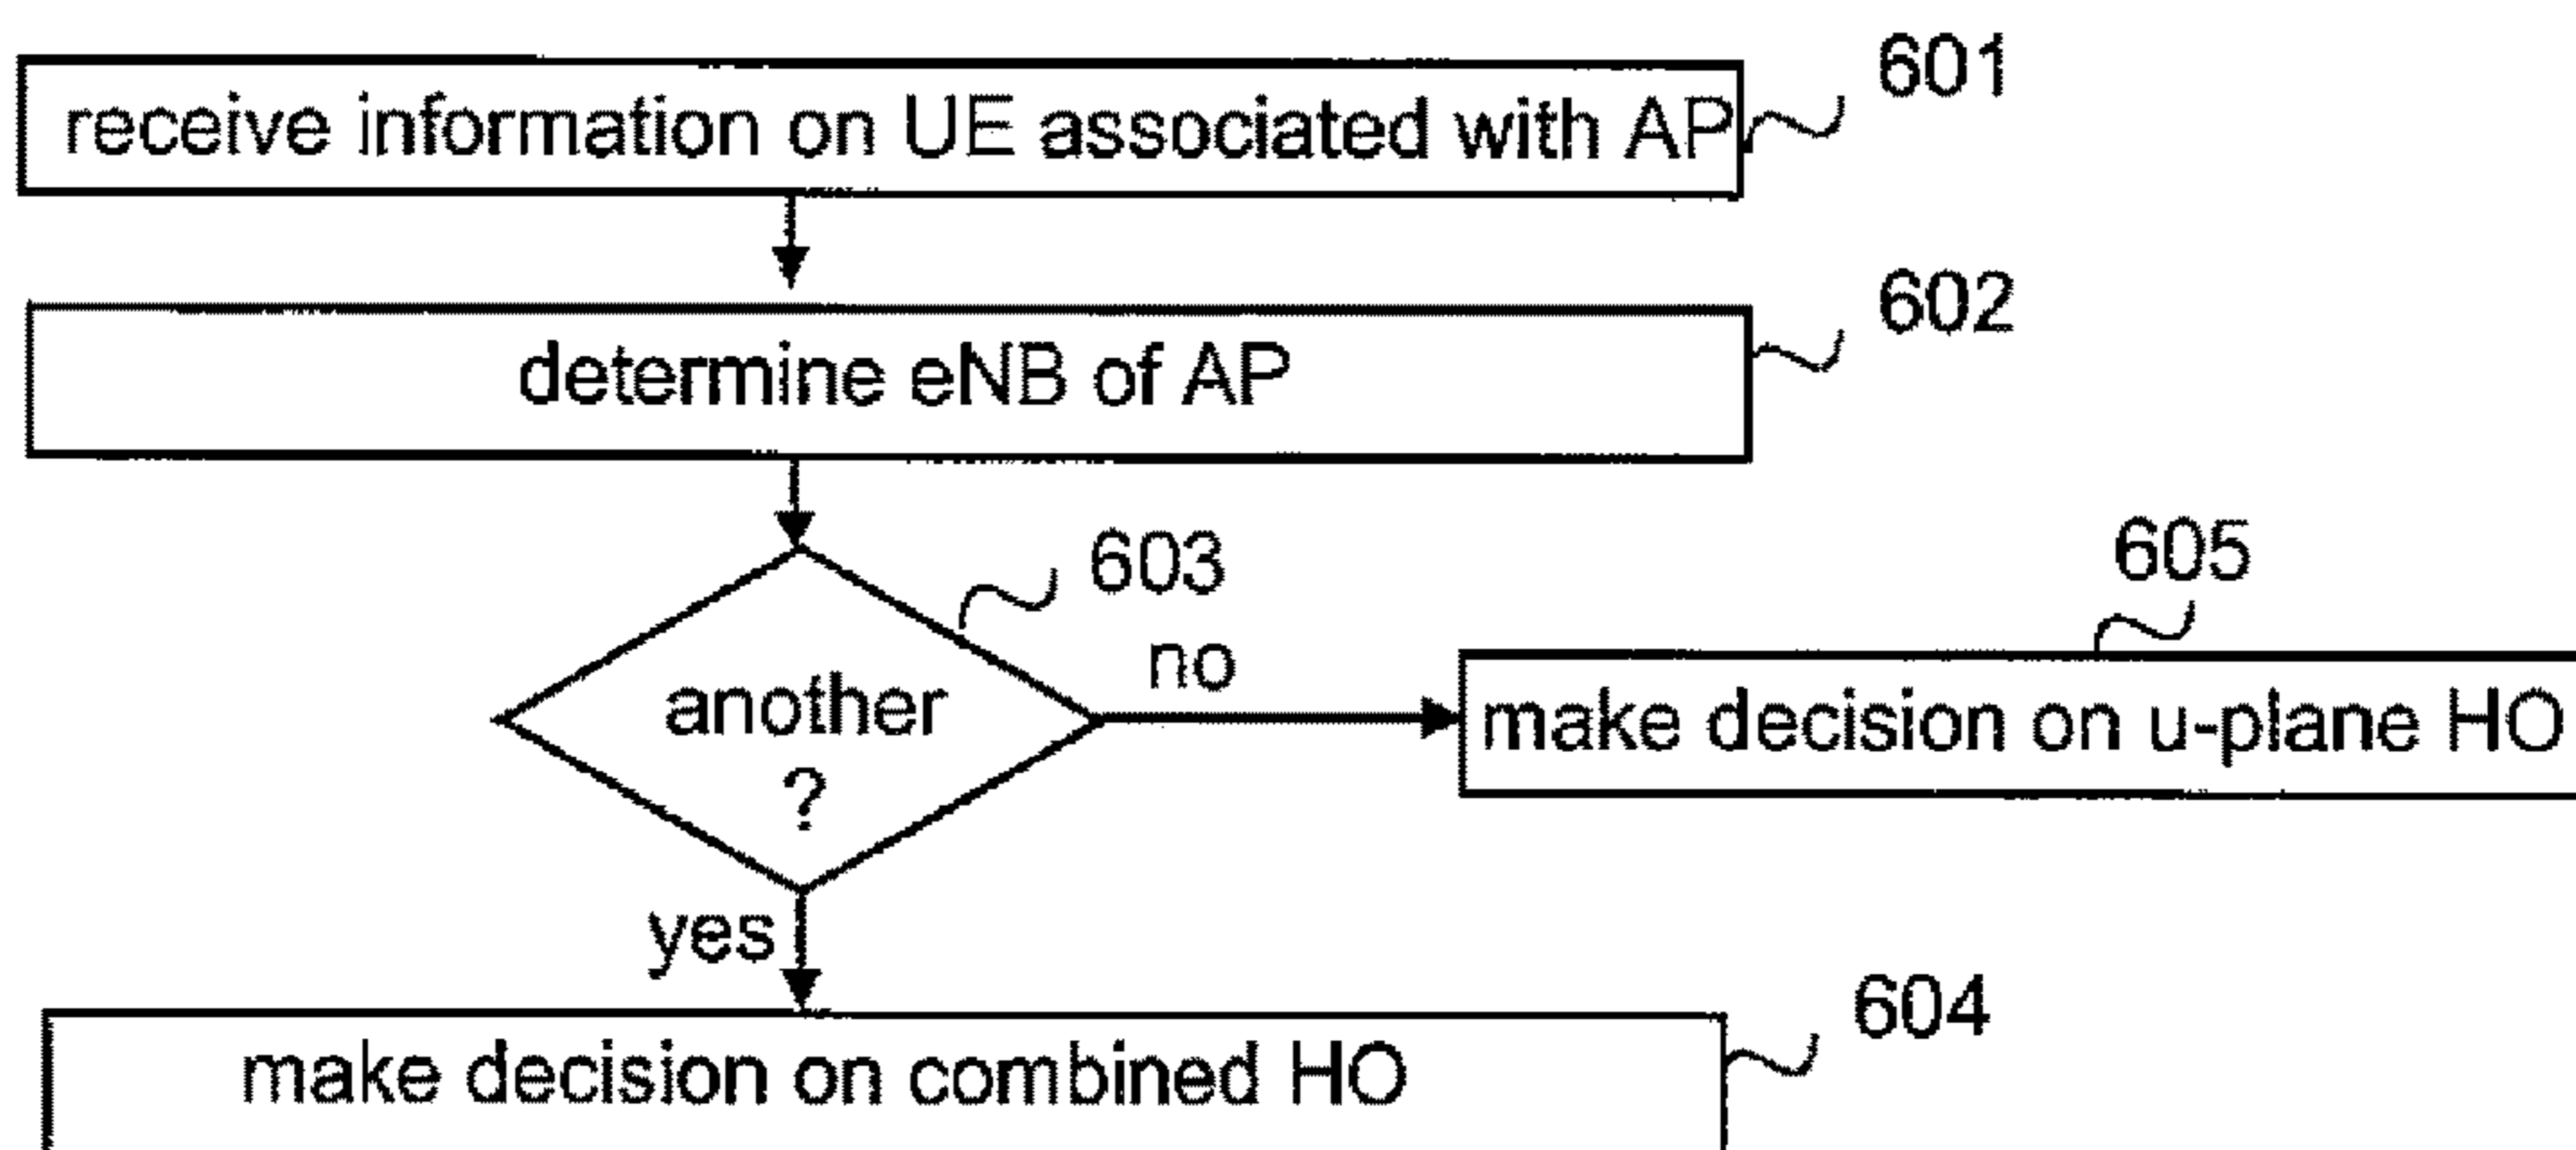 receive information on UE associated with AP
601
determine eNB of AP
602
another
?
603
no
605
make decision on u-plane HO
yes
make decision on combined HO
604